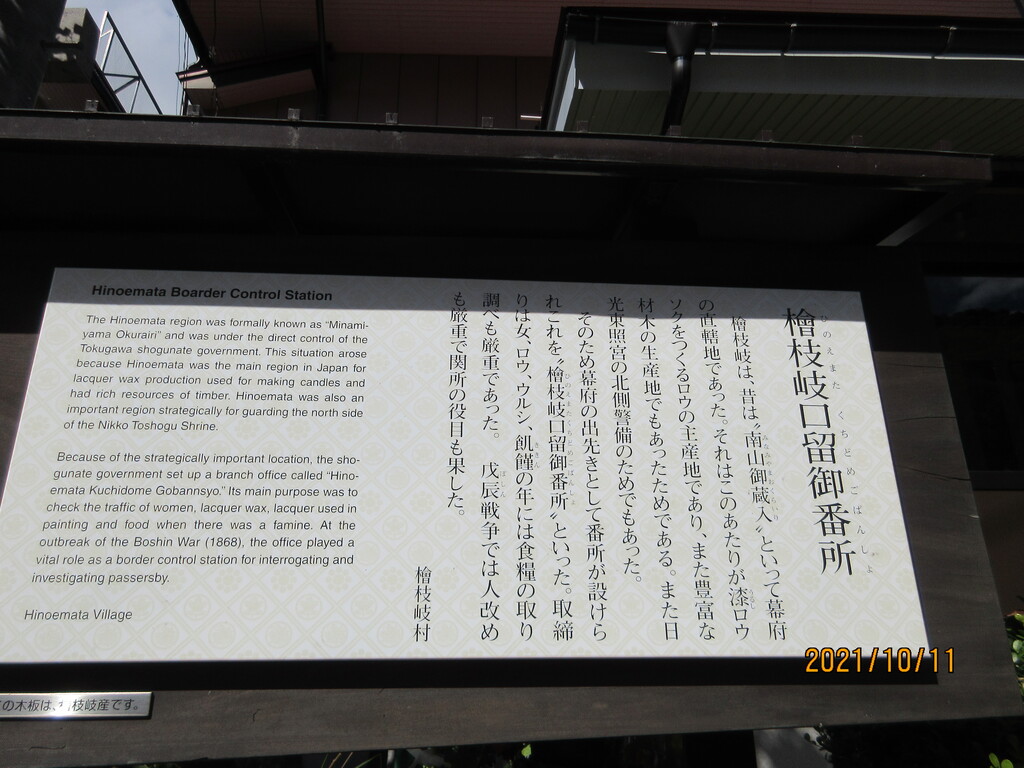 Hinoemata Boarder Control Station
The Hinoemata region was formally known as “Minami-
yama Okurairi” and was under the direct control of the
Tokugawa shogunate government. This situation arose
because Hinoemata was the main region in Japan for
lacquer wax production used for making candles and
had rich resources of timber. Hinoemata was also an
important region strategically for guarding the north side
of the Nikko Toshogu Shrine.
Because of the strategically important location, the sho-
gunate government set up a branch office called “Hino-
emata Kuchidome Gobannsyo.” Its main purpose was to
check the traffic of women, lacquer wax, lacquer used in
painting and food when there was a famine. At the
outbreak of the Boshin War (1868), the office played a
vital role as a border control station for interrogating and
investigating passersby.
Hinoemata Village
檜枝岐口留御番所
檜枝岐は、昔は〝南山御蔵入〟といって幕府
の直轄地であった。それはこのあたりが漆ロウ
ソクをつくるロウの主産地であり、また豊富な
材木の生産地でもあったためである。また日
光東照宮の北側警備のためでもあった。
そのため幕府の出先きとして番所が設けら
れこれを〝檜枝岐口留御番所〟といった。取締
りは女、ロウ、ウルシ、飢饉の年には食糧の取り
調べも厳重であった。 戊辰戦争では人改め
も厳重で関所の役目も果した。
檜枝岐村
の木板は、檜枝岐産です。
2021/10/11